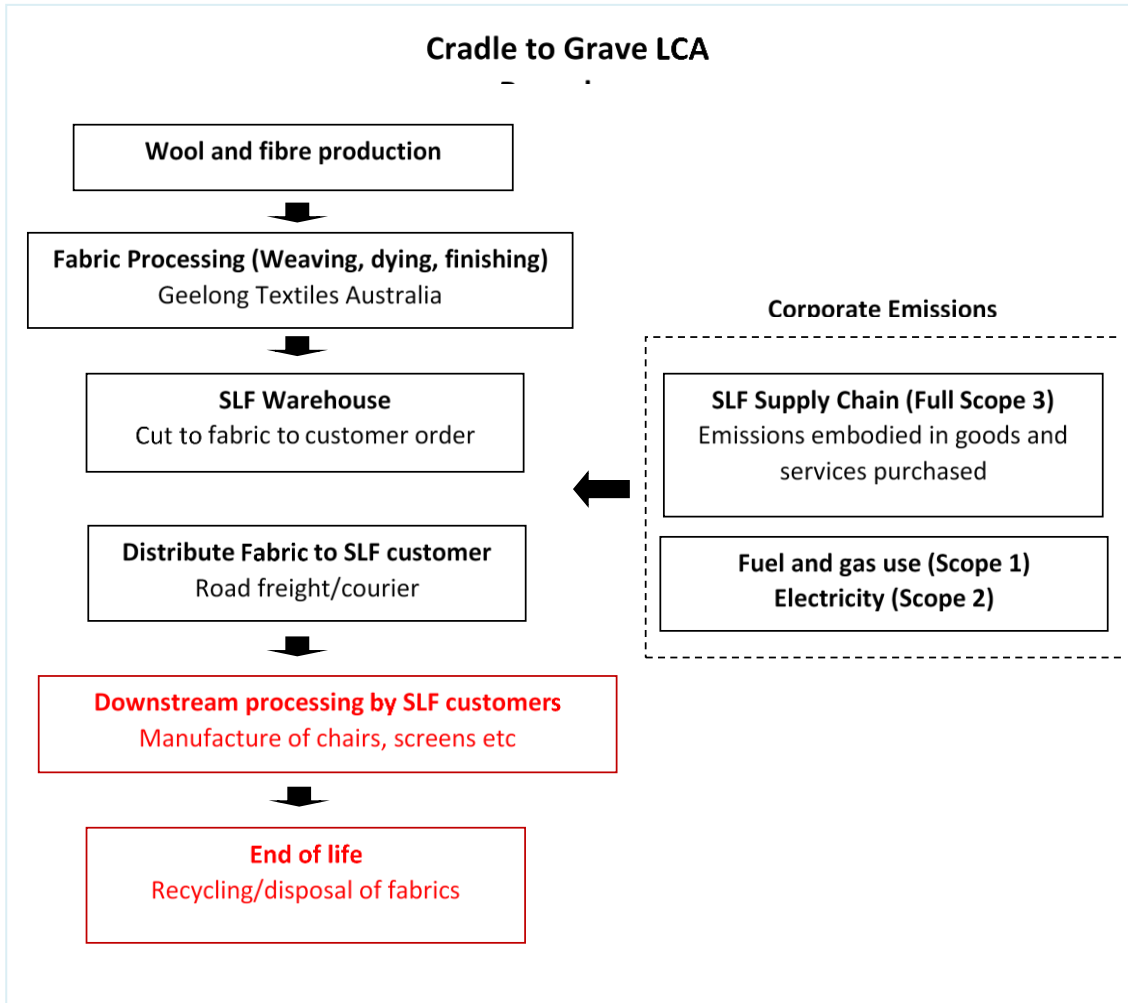 Cradle to Grave LCA
Wool and fibre production
Fabric Processing (Weaving, dying, finishing)
Geelong Textiles Australia
SLF Warehouse
Cut to fabric to customer order
Distribute Fabric to SLF customer
Road freight/courier
Downstream processing by SLF customers
Manufacture of chairs, screens etc
End of life
Recycling/disposal of fabrics
Corporate Emissions
SLF Supply Chain (Full Scope 3)
Emissions embodied in goods and
services purchased
Fuel and gas use (Scope 1)
Electricity (Scope 2)